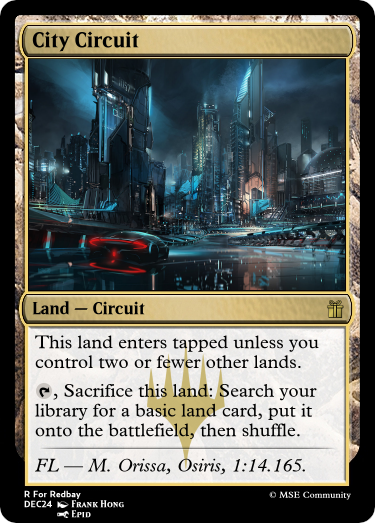 City Circuit
Land — Circuit
This land enters tapped unless you
control two or fewer other lands.
, Sacrifice this land: Search your
library for a basic land card, put it
onto the battlefield, then shuffle.
FL — M. Orissa, Osiris, 1:14.165.
R For Redbay
DEC24 Frank Hong
Epid
© MSE Community